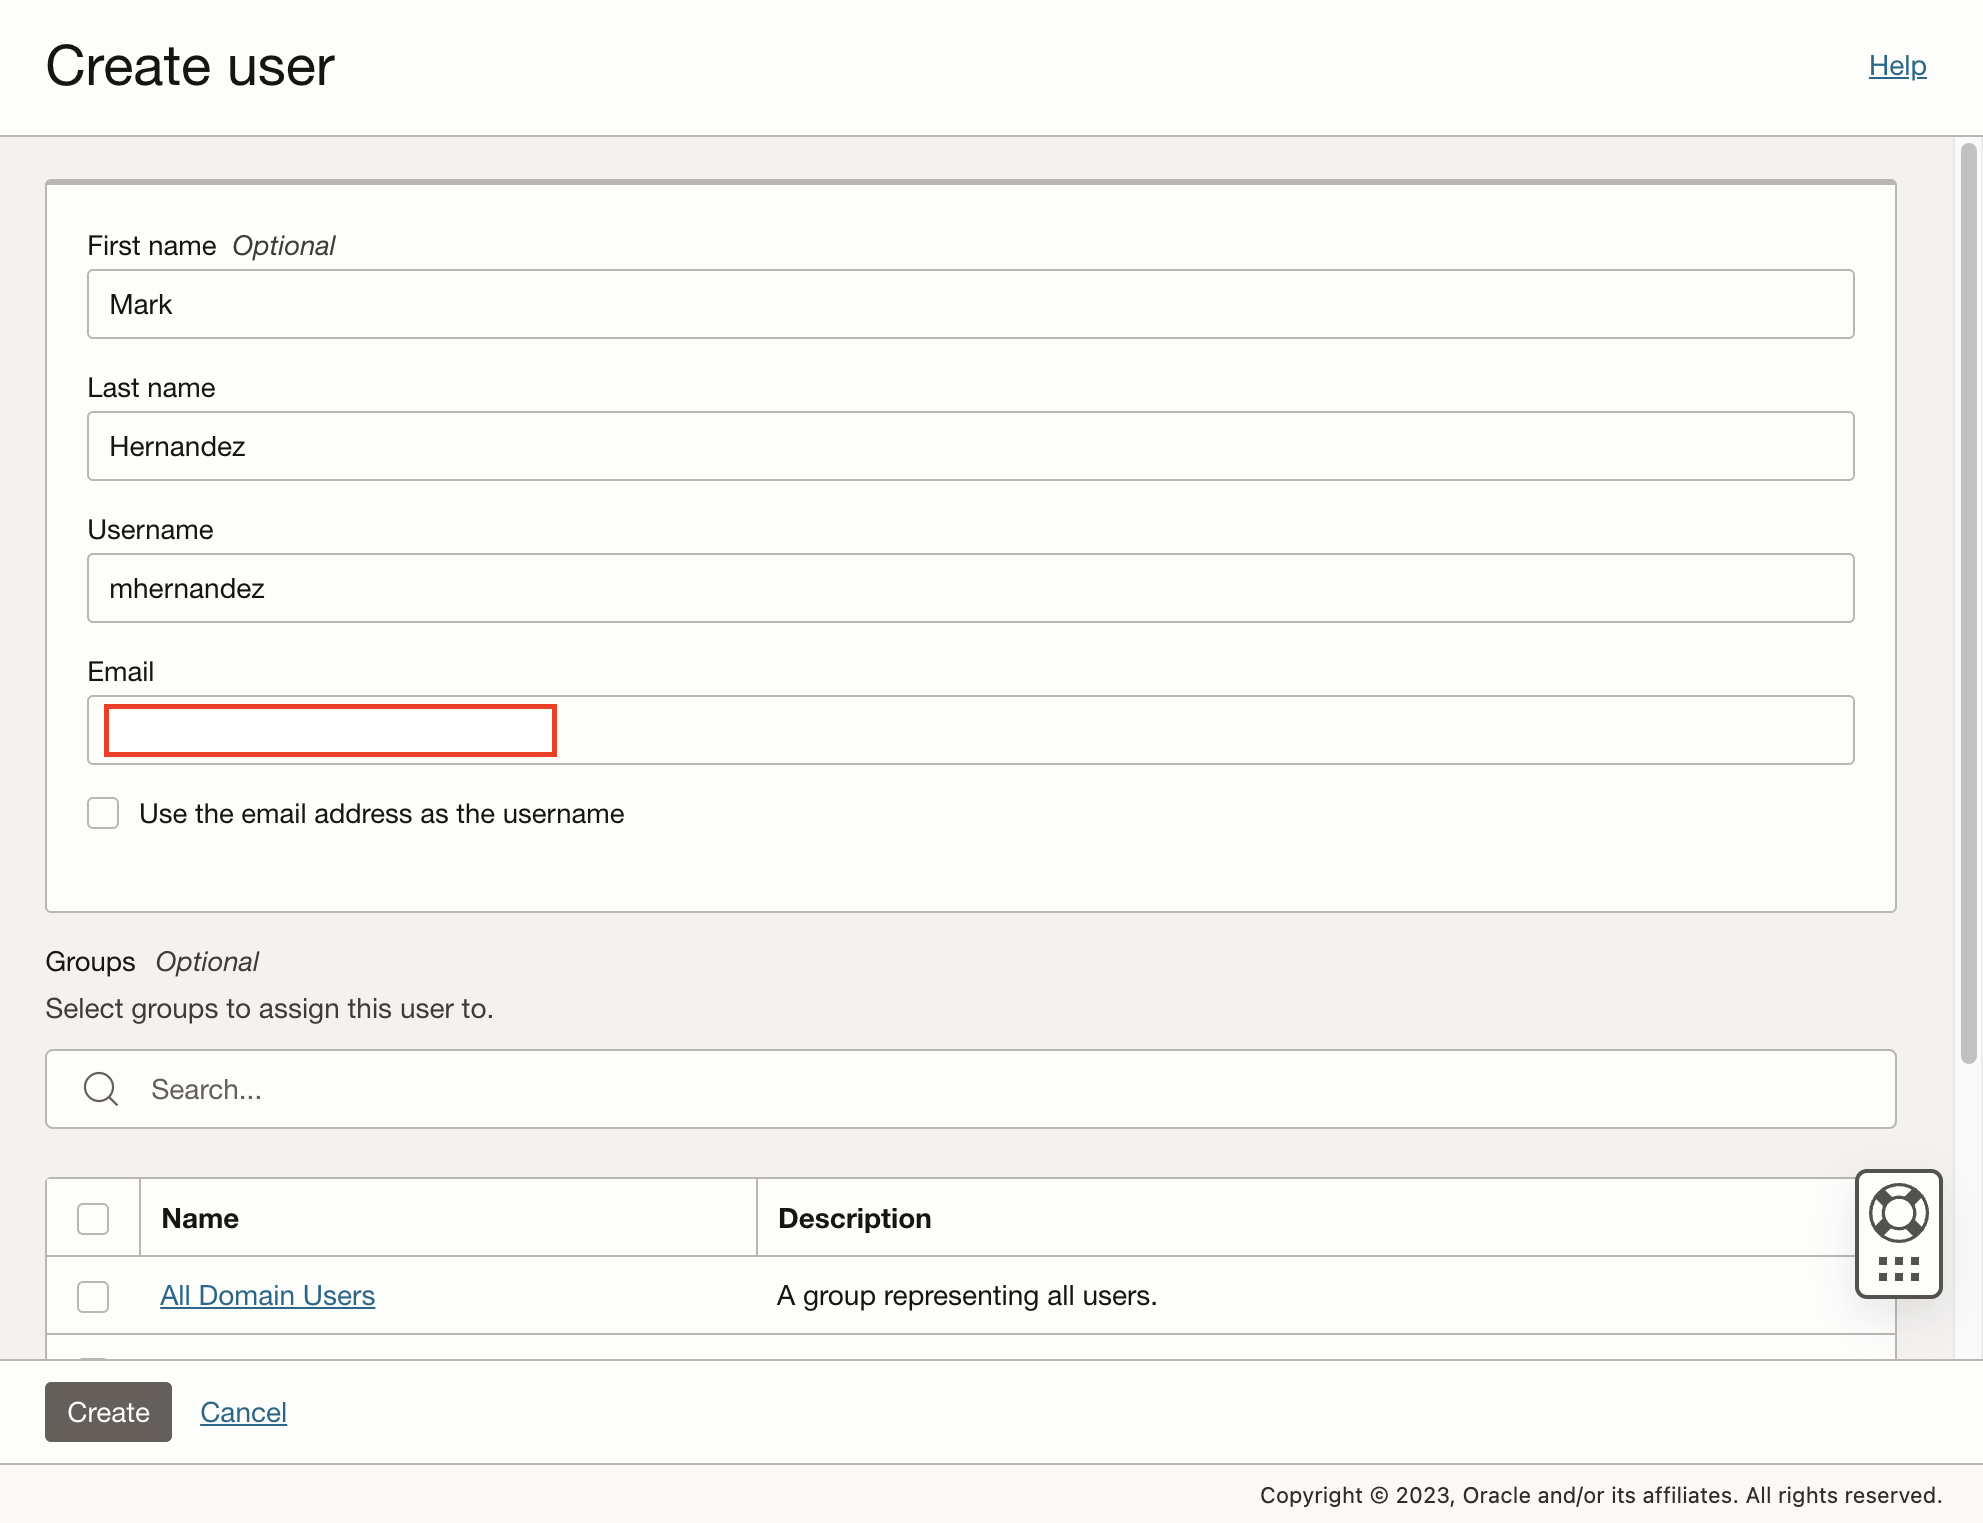 Create user
Help
First name Optional
Mark
Last name
Hernandez
Username
mhernandez
Email
Use the email address as the username
Groups Optional
Select groups to assign this user to.
Search...
Name Description
All Domain Users A group representing all users.
Create Cancel
Copyright © 2023, Oracle and/or its affiliates. All rights reserved.